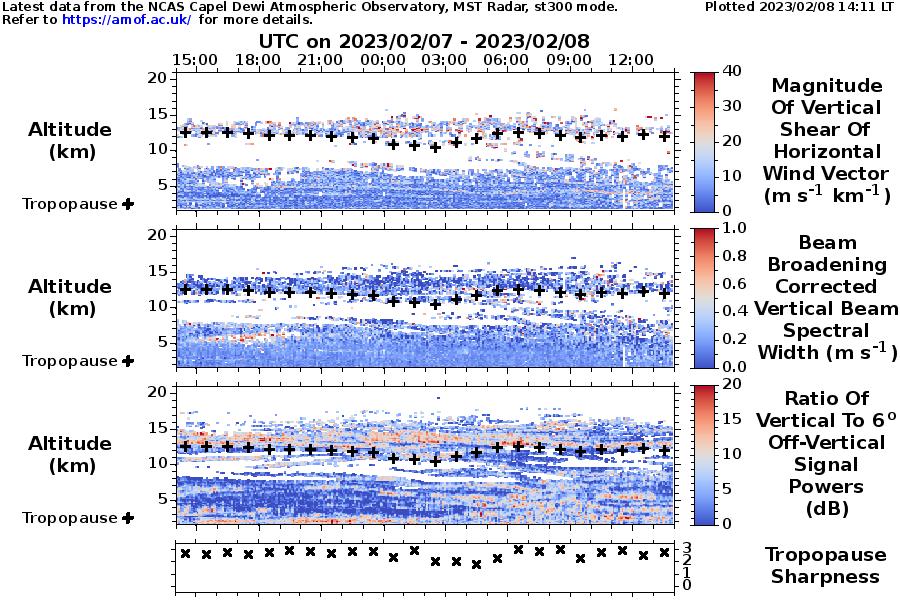 Latest data from the NCAS Capel Dewi Atmospheric Observatory, MST Radar, st300 mode.
Plotted 2023/02/08 14:11 LT
Refer to https://amof.ac.uk/ for more details.
UTC on 2023/02/07 - 2023/02/08
15:00 18:00 21:00 00:00 03:00 06:00 09:00 12:00
20
15
10
5
Altitude
(km)
Tropopause
40
30
20
10
0
Magnitude
Of Vertical
Shear Of
Horizontal
Wind Vector
(m s⁻¹ km⁻¹)
20
15
10
5
Altitude
(km)
Tropopause
1.0
0.8
0.6
0.4
0.2
0.0
Beam
Broadening
Corrected
Vertical Beam
Spectral
Width (m s⁻¹)
20
15
10
5
Altitude
(km)
Tropopause
20
15
10
5
0
Ratio Of
Vertical To 6°
Off-Vertical
Signal
Powers
(dB)
3
2
1
0
Tropopause
Sharpness